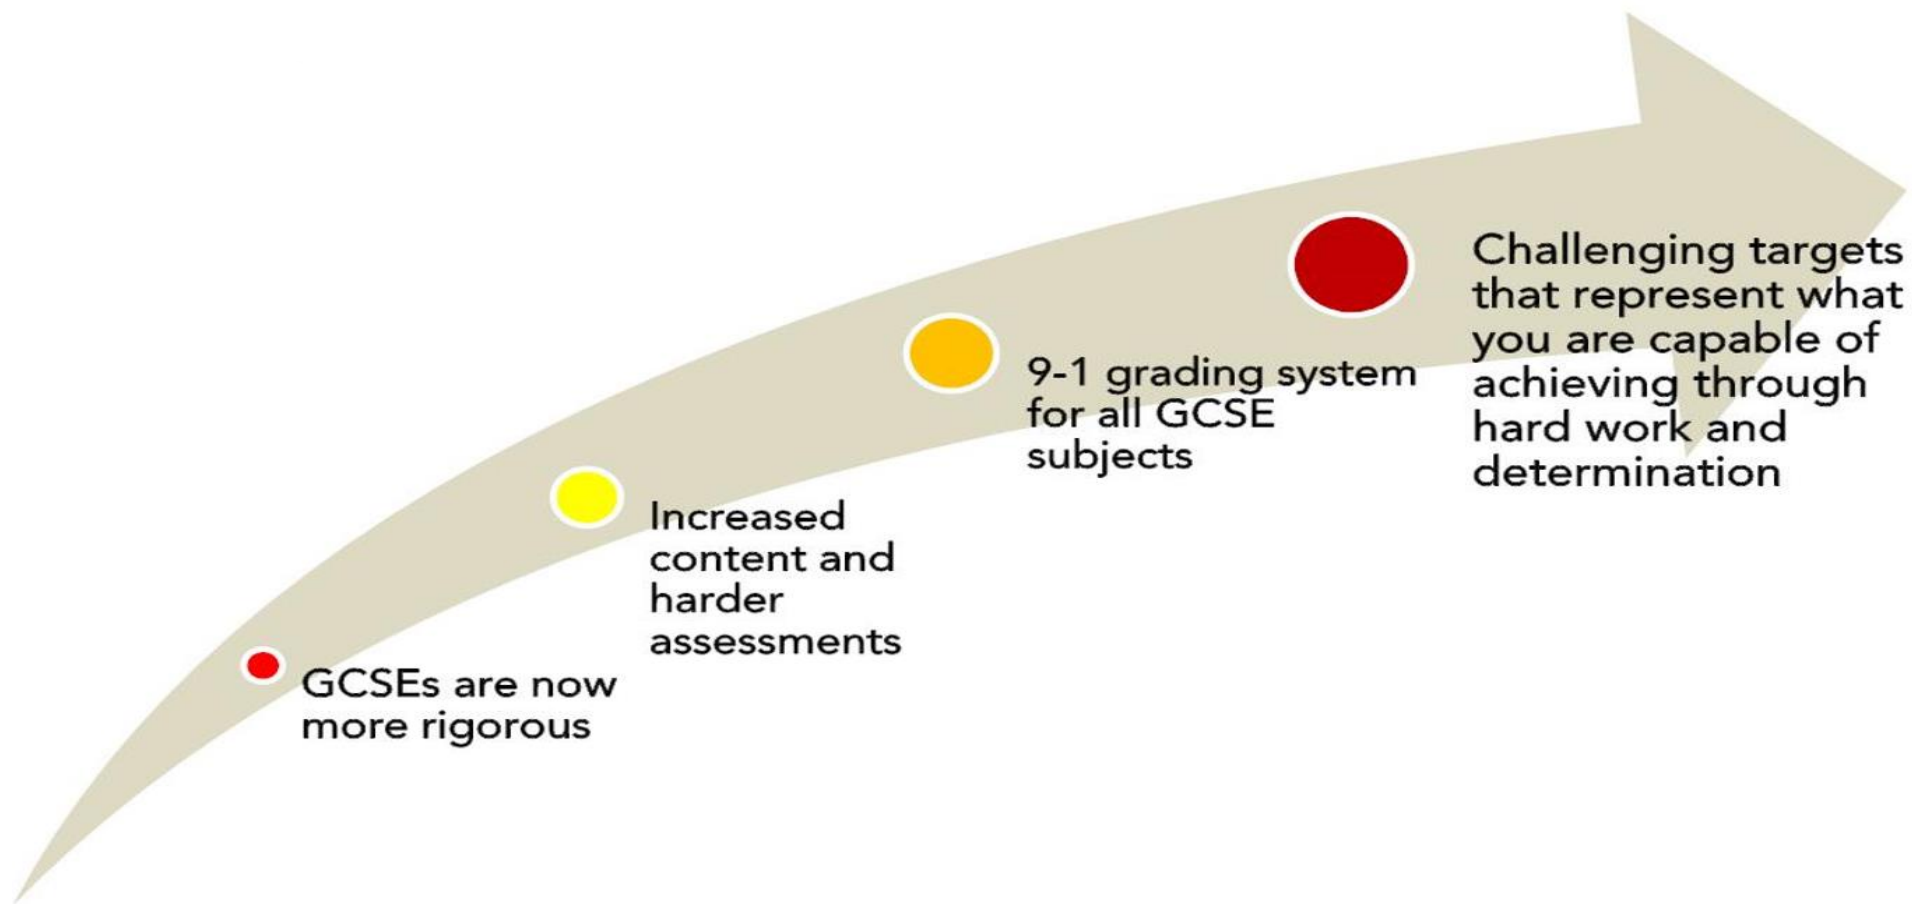 GCSEs are now
more rigorous
Increased
content and
harder
assessments
9-1 grading system
for all GCSE
subjects
Challenging targets
that represent what
you are capable of
achieving through
hard work and
determination